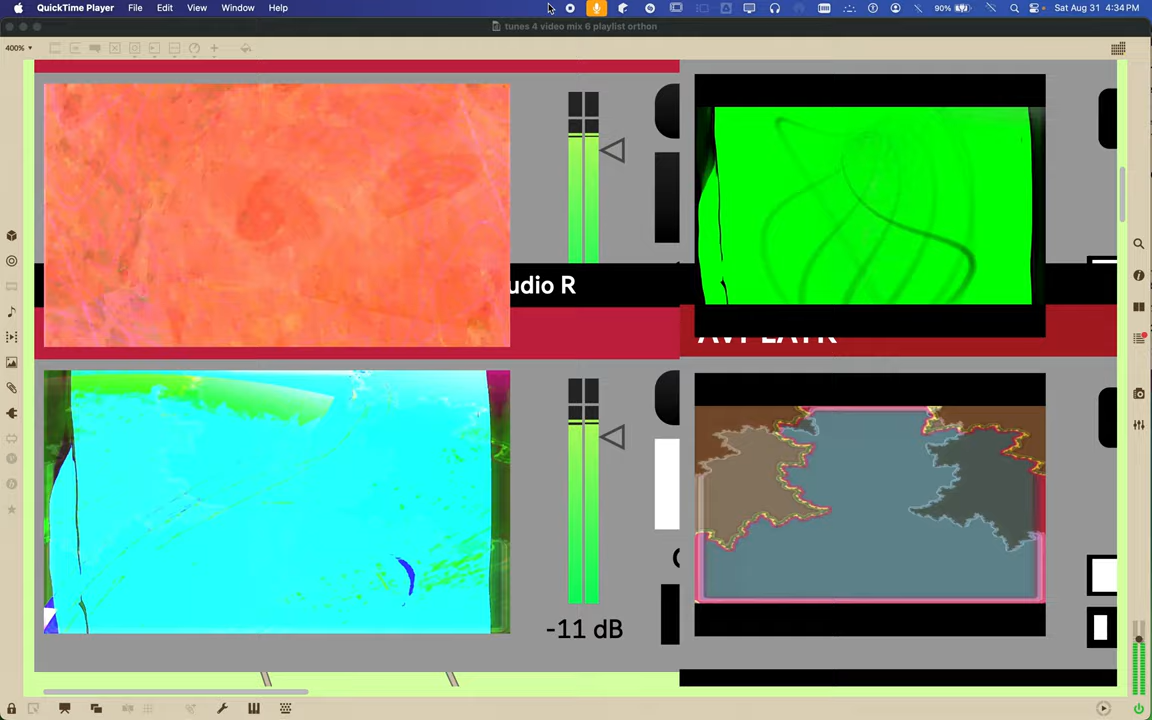 QuickTime Player File Edit View Window Help 90% Sat Aug 31 4:34 PM
tunes 4 video mix 6 playlist orthon
400%
udio R
-11 dB